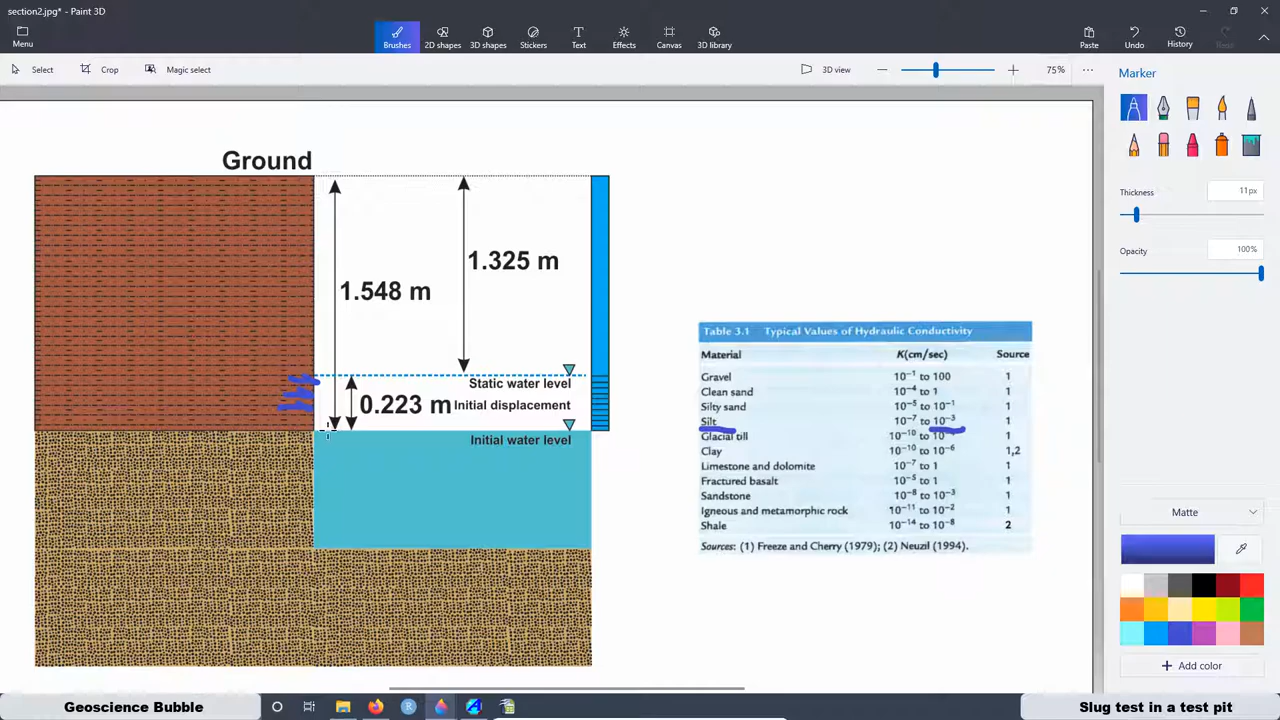 section2.jpg* - Paint 3D
Menu
Brushes
2D shapes
3D shapes
Stickers
Text
Effects
Canvas
3D library
Paste
Undo
History
Redo
Select
Crop
Magic select
3D view
75%
Marker
Thickness
11px
Opacity
100%
Matte
Add color
Ground
1.325 m
1.548 m
Static water level
0.223 m Initial displacement
Initial water level
Table 3.1 Typical Values of Hydraulic Conductivity
Material K(cm/sec) Source
Gravel 10⁻¹ to 100 1
Clean sand 10⁻⁴ to 1 1
Silty sand 10⁻⁵ to 10⁻¹ 1
Silt 10⁻⁷ to 10⁻³ 1
Glacial till 10⁻¹⁰ to 1
Clay 10⁻¹⁰ to 10⁻⁶ 1,2
Limestone and dolomite 10⁻⁷ to 1 1
Fractured basalt 10⁻⁵ to 1 1
Sandstone 10⁻⁸ to 10⁻³ 1
Igneous and metamorphic rock 10⁻¹¹ to 10⁻² 1
Shale 10⁻¹⁴ to 10⁻⁸ 2
Sources: (1) Freeze and Cherry (1979); (2) Neuzil (1994).
Geoscience Bubble
Slug test in a test pit